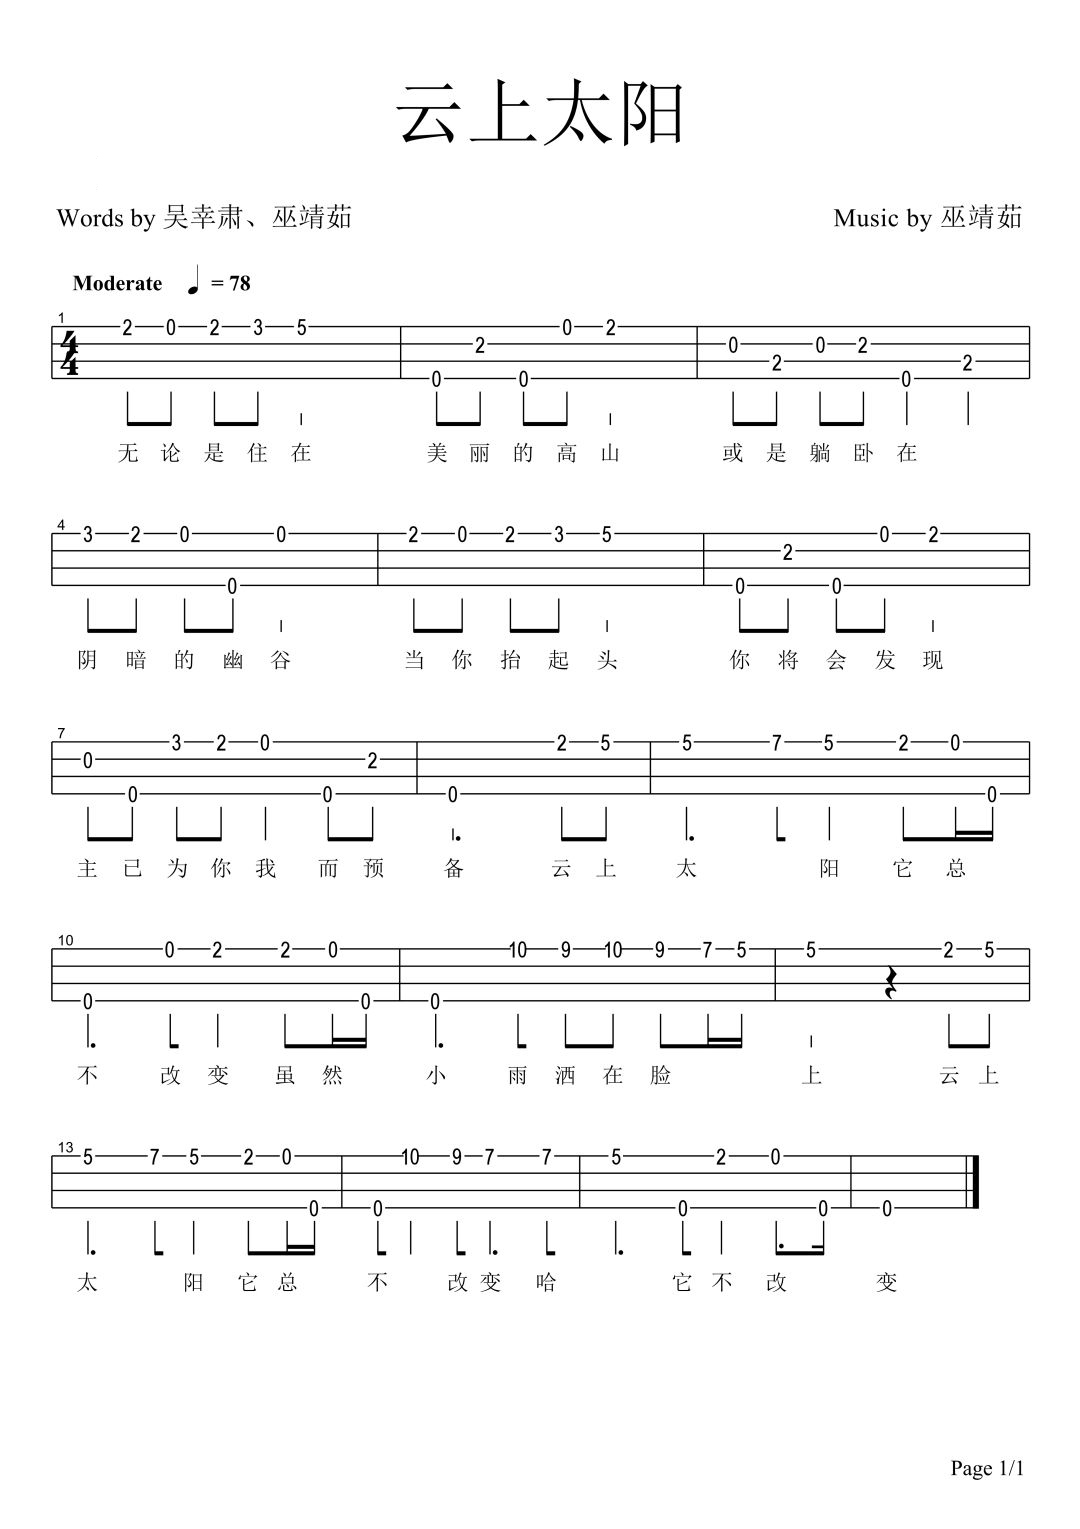 云上太阳
Words by 吴幸肃、巫靖茹 Music by 巫靖茹
Moderate = 78
1
4
4
2 0 2 3 5 0 2 0 0 2 0 2 0 2 0 2
无论是住在 美丽的高山 或是躺卧在
4
3 2 0 0 0 2 0 2 3 5 0 2 0 0 2
阴暗的幽谷 当你抬起头 你将会发现
7
0 0 3 2 0 0 2 0 2 5 5 7 5 2 0 0
主已为你我而预备 云上太 阳它总
10
0 0 2 2 0 0 0 10 9 10 9 7 5 5 2 5
不 改变虽然 小 雨洒在脸 上 云上
13
5 7 5 2 0 0 0 10 9 7 7 5 0 2 0 0 0
太 阳它总 不 改变哈 它不改 变
Page 1/1